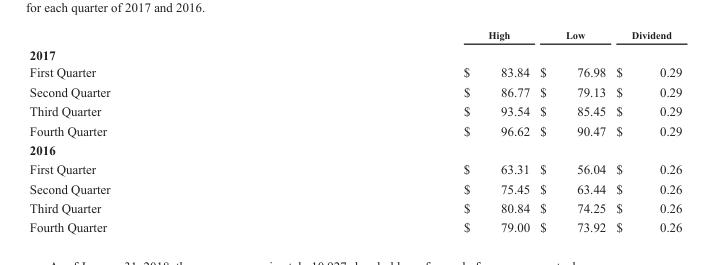 for each quarter of 2017 and 2016.
High Low Dividend
2017
First Quarter $ 83.84 $ 76.98 $ 0.29
Second Quarter $ 86.77 $ 79.13 $ 0.29
Third Quarter $ 93.54 $ 85.45 $ 0.29
Fourth Quarter $ 96.62 $ 90.47 $ 0.29
2016
First Quarter $ 63.31 $ 56.04 $ 0.26
Second Quarter $ 75.45 $ 63.44 $ 0.26
Third Quarter $ 80.84 $ 74.25 $ 0.26
Fourth Quarter $ 79.00 $ 73.92 $ 0.26